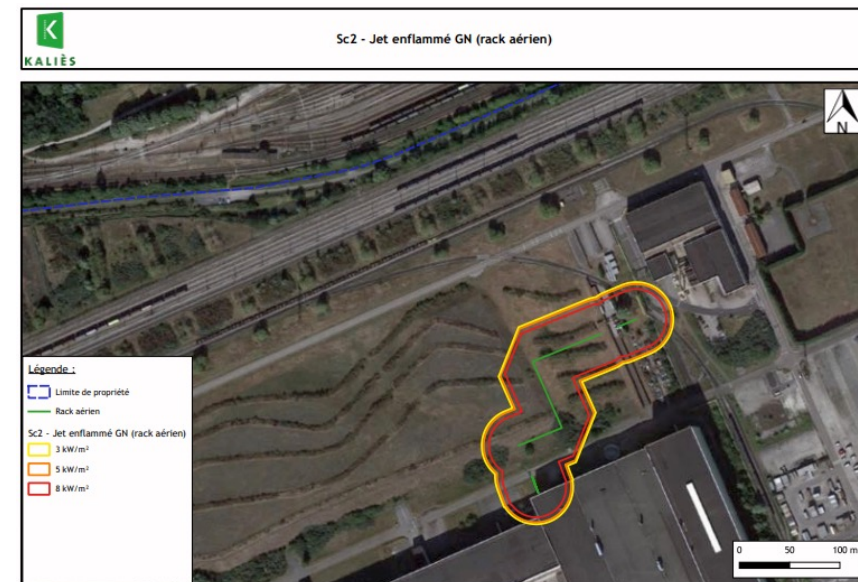 KALIÈS
Sc2 - Jet enflammé GN (rack aérien)
N
Légende :
Limite de propriété
Rack aérien
Sc2 - Jet enflammé GN (rack aérien)
3 kW/m²
5 kW/m²
8 kW/m²
0 50 100 m